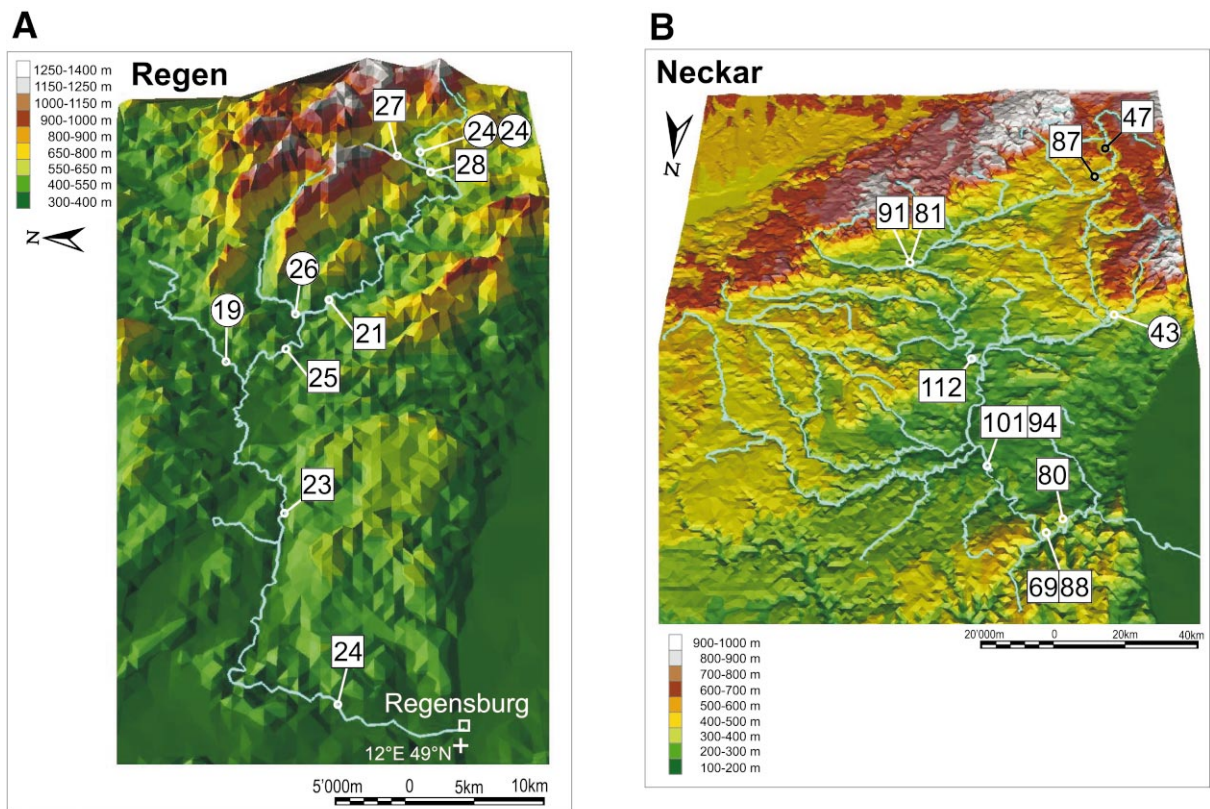 A
Regen
1250-1400 m
1150-1250 m
1000-1150 m
900-1000 m
800-900 m
650-800 m
550-650 m
400-550 m
300-400 m
N
27
24 24
28
26
19
21
25
23
24
Regensburg
12°E 49°N
5'000m 0 5km 10km
B
Neckar
N
47
87
91 81
43
112
101 94
80
69 88
20'000m 0 20km 40km
900-1000 m
800-900 m
700-800 m
600-700 m
500-600 m
400-500 m
300-400 m
200-300 m
100-200 m